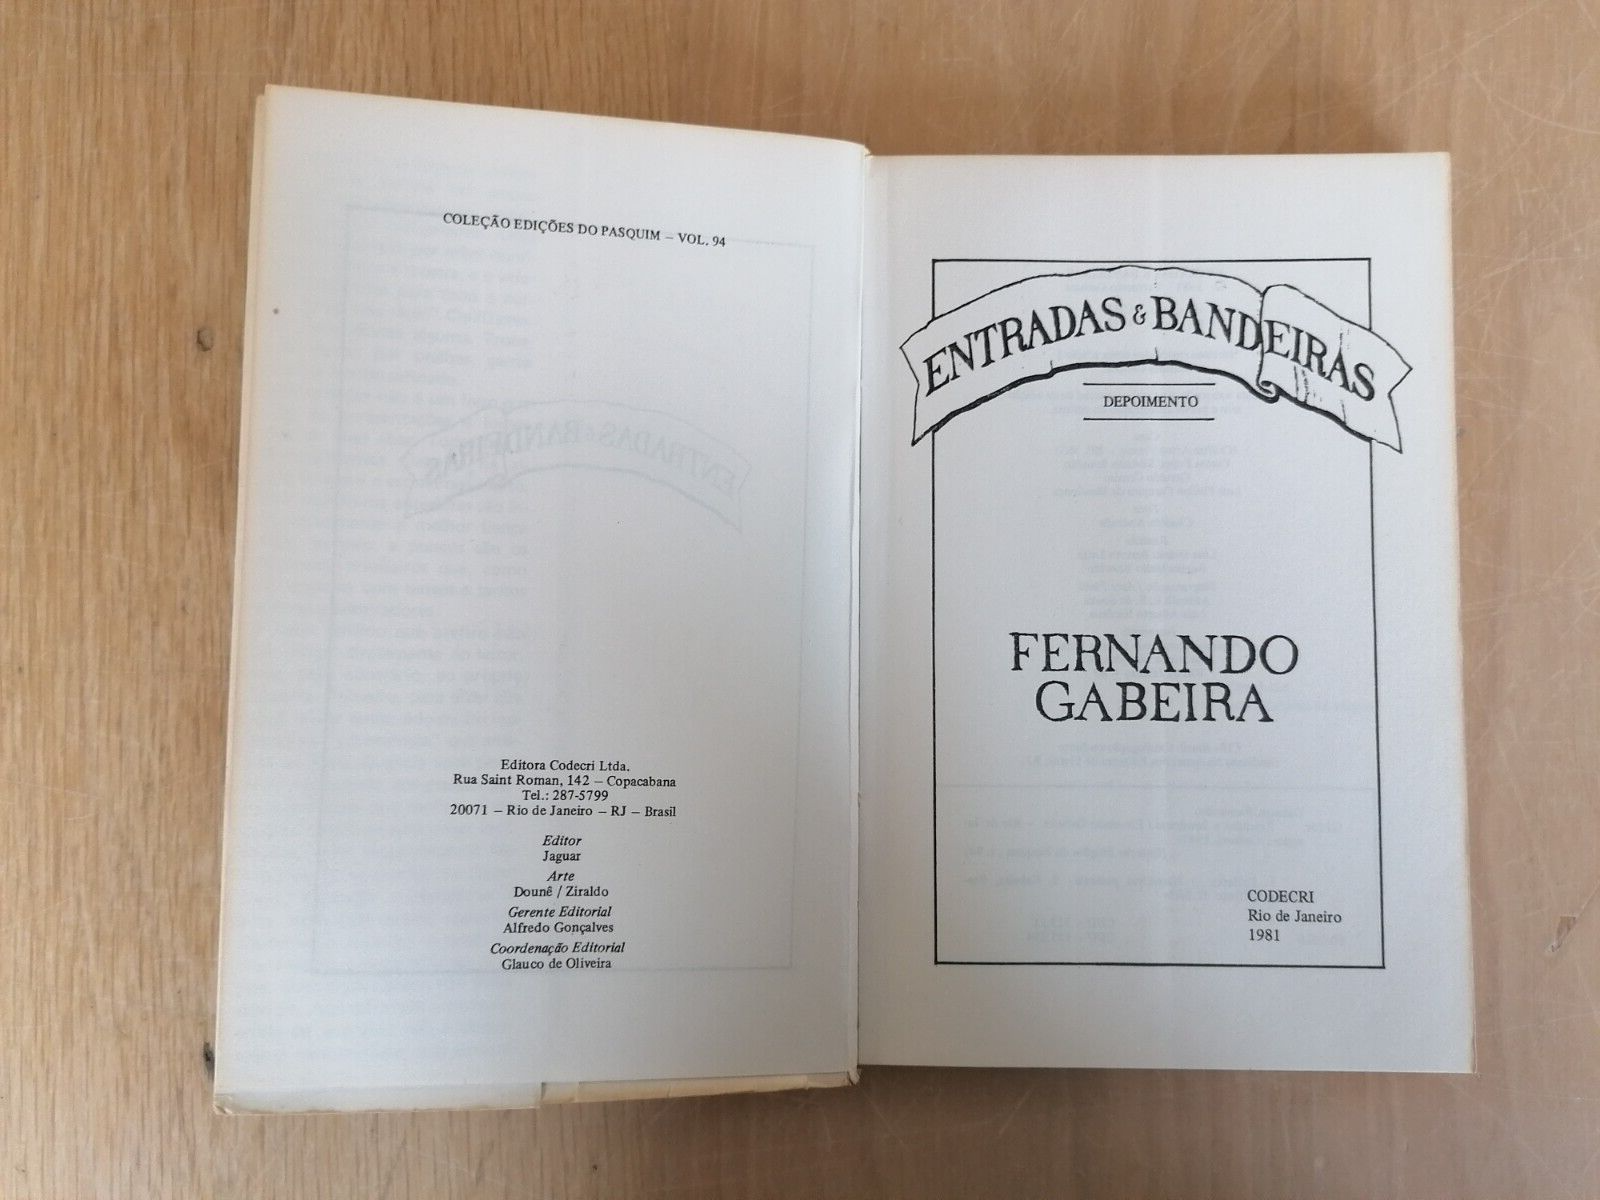 COLEÇÃO EDIÇÕES DO PASQUIM – VOL. 94
Editora Codecri Ltda.
Rua Saint Roman, 142 – Copacabana
Tel.: 287-5799
20071 – Rio de Janeiro – RJ – Brasil
Editor
Jaguar
Arte
Dounê / Ziraldo
Gerente Editorial
Alfredo Gonçalves
Coordenação Editorial
Glauco de Oliveira
ENTRADAS & BANDEIRAS
DEPOIMENTO
FERNANDO
GABEIRA
CODECRI
Rio de Janeiro
1981